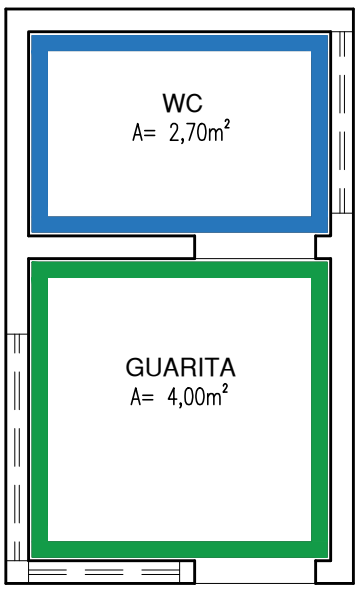 WC
A= 2,70m²
GUARITA
A= 4,00m²